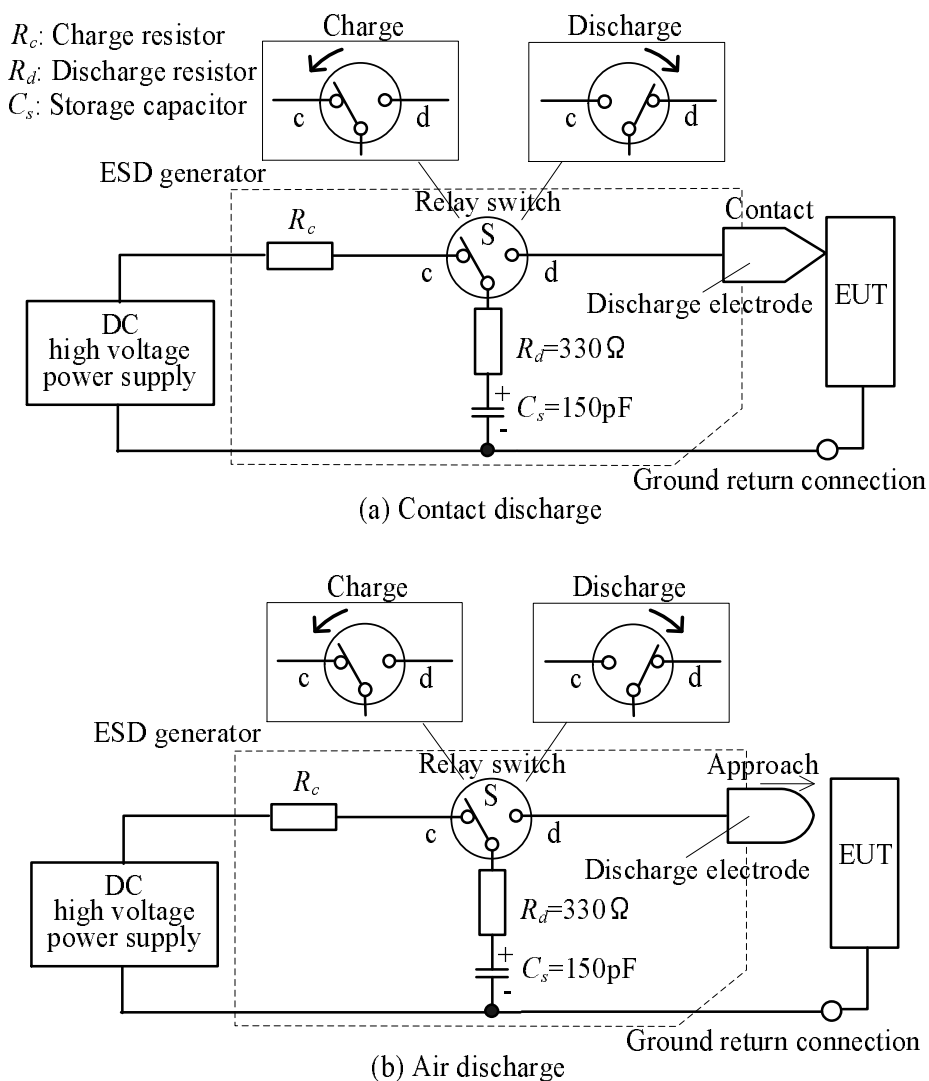 R_c: Charge resistor
R_d: Discharge resistor
C_s: Storage capacitor
Charge
c
d
Discharge
c
d
ESD generator
Relay switch
R_c
S
c
d
Contact
Discharge electrode
EUT
DC
high voltage
power supply
R_d=330Ω
+
C_s=150pF
-
Ground return connection
(a) Contact discharge
Charge
c
d
Discharge
c
d
ESD generator
Relay switch
R_c
S
c
d
Approach
Discharge electrode
EUT
DC
high voltage
power supply
R_d=330Ω
+
C_s=150pF
-
Ground return connection
(b) Air discharge